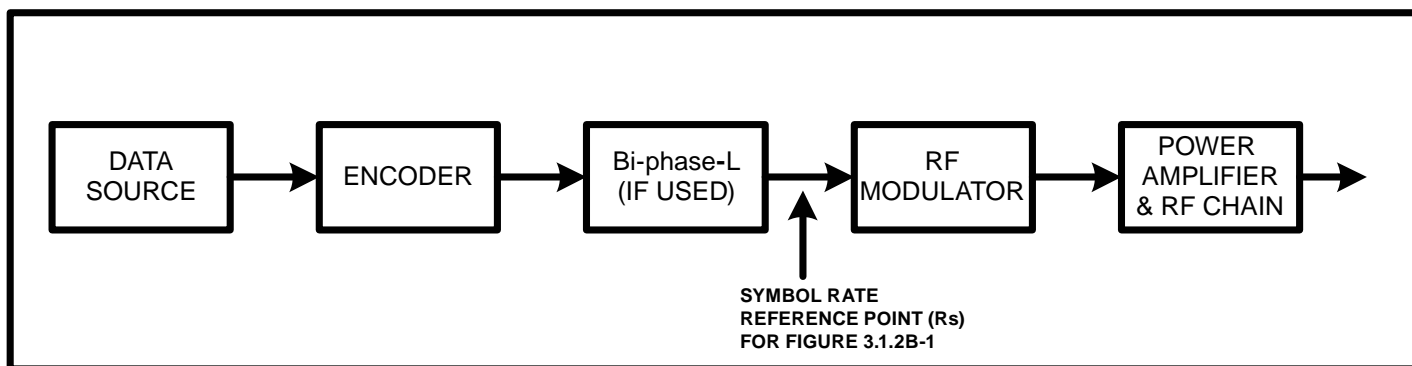 DATA
SOURCE
ENCODER
Bi-phase-L
(IF USED)
RF
MODULATOR
POWER
AMPLIFIER
& RF CHAIN
SYMBOL RATE
REFERENCE POINT (Rs)
FOR FIGURE 3.1.2B-1